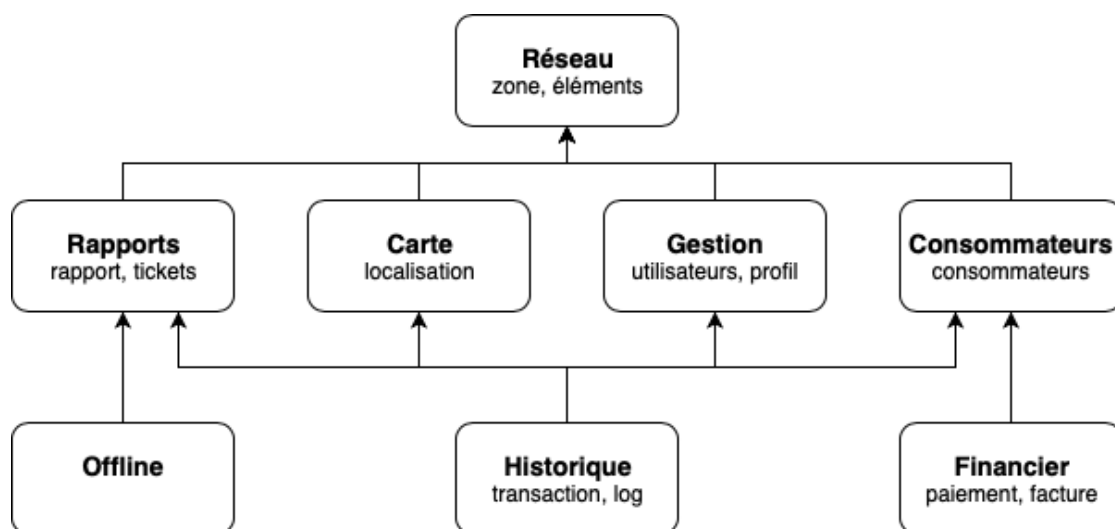 Réseau
zone, éléments
Rapports
rapport, tickets
Carte
localisation
Gestion
utilisateurs, profil
Consommateurs
consommateurs
Offline
Historique
transaction, log
Financier
paiement, facture